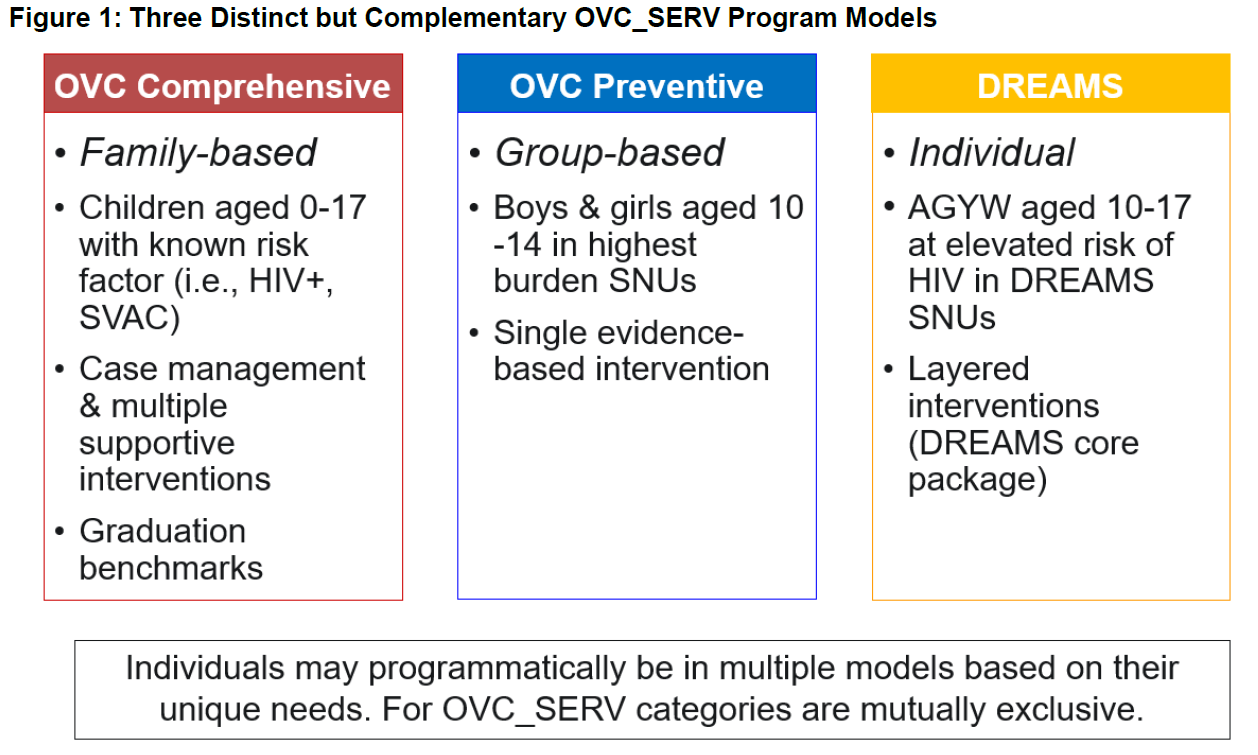 Figure 1: Three Distinct but Complementary OVC_SERV Program Models
OVC Comprehensive
• Family-based
• Children aged 0-17
with known risk
factor (i.e., HIV+,
SVAC)
• Case management
& multiple
supportive
interventions
• Graduation
benchmarks
OVC Preventive
• Group-based
• Boys & girls aged 10
-14 in highest
burden SNUs
• Single evidence-
based intervention
DREAMS
• Individual
• AGYW aged 10-17
at elevated risk of
HIV in DREAMS
SNUs
• Layered
interventions
(DREAMS core
package)
Individuals may programmatically be in multiple models based on their
unique needs. For OVC_SERV categories are mutually exclusive.